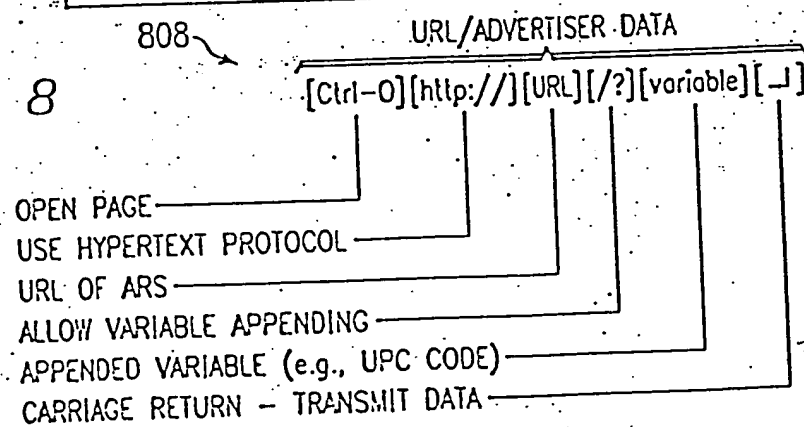 808
URL/ADVERTISER DATA
8
[Ctrl-O][http://][URL][/?][variable][↵]
OPEN PAGE
USE HYPERTEXT PROTOCOL
URL OF ARS
ALLOW VARIABLE APPENDING
APPENDED VARIABLE (e.g., UPC CODE)
CARRIAGE RETURN – TRANSMIT DATA